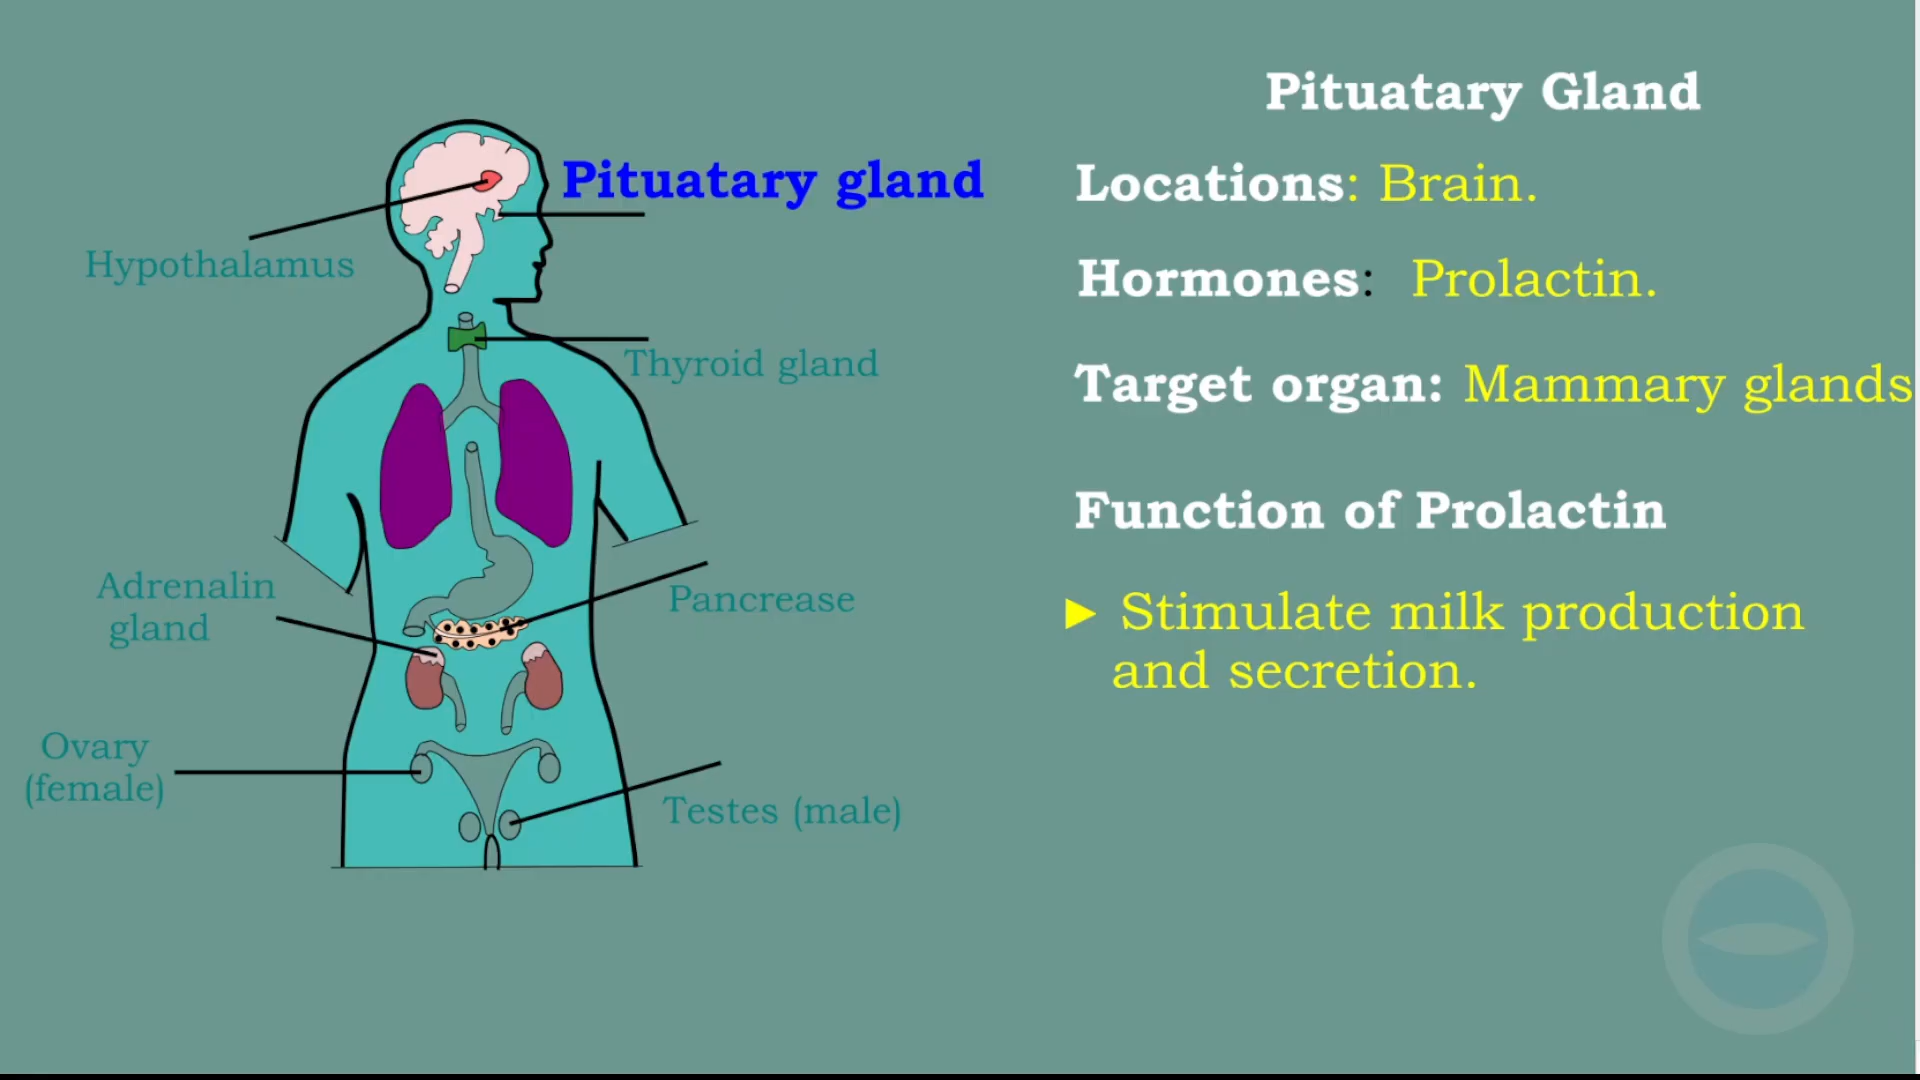 Pituatary Gland
Pituatary gland
Locations: Brain.
Hypothalamus
Hormones: Prolactin.
Thyroid gland
Target organ: Mammary glands
Function of Prolactin
Adrenalin
gland
Pancrease
Stimulate milk production
and secretion.
Ovary
(female)
Testes (male)